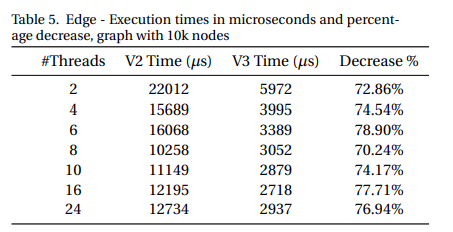 Table 5. Edge - Execution times in microseconds and percent-
age decrease, graph with 10k nodes
#Threads V2 Time (μs) V3 Time (μs) Decrease %
2 22012 5972 72.86%
4 15689 3995 74.54%
6 16068 3389 78.90%
8 10258 3052 70.24%
10 11149 2879 74.17%
16 12195 2718 77.71%
24 12734 2937 76.94%